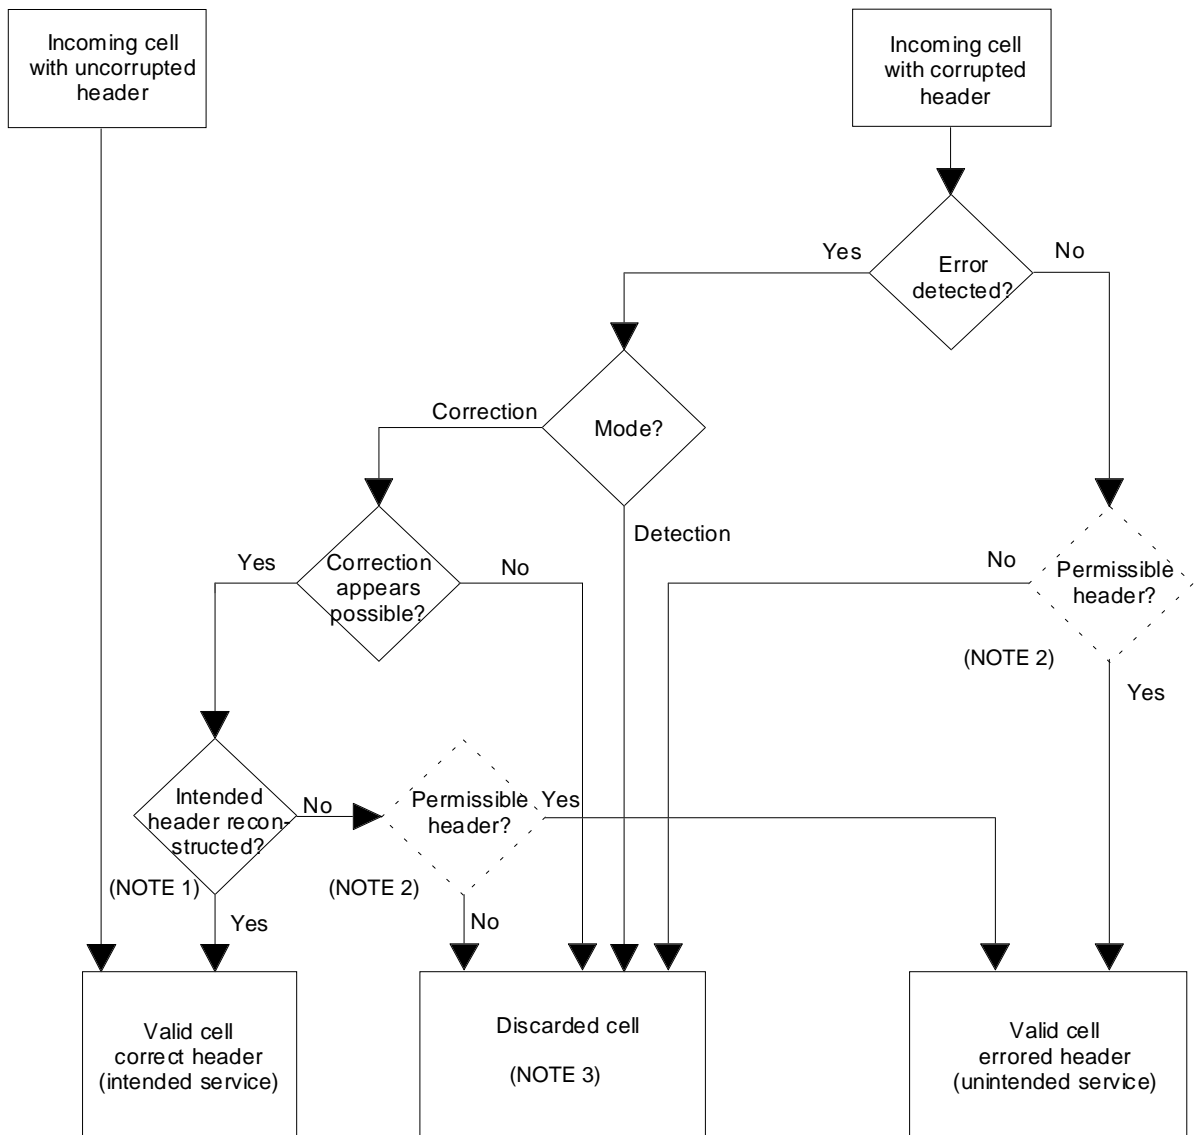 Incoming cell
with uncorrupted
header
Incoming cell
with corrupted
header
Yes
Error
detected?
No
Correction
Mode?
Detection
Yes
Correction
appears
possible?
No
No
Permissible
header?
(NOTE 2)
Yes
Intended
header recon-
structed?
No
Permissible
header?
Yes
(NOTE 1)
(NOTE 2)
Yes
No
Valid cell
correct header
(intended service)
Discarded cell
(NOTE 3)
Valid cell
errored header
(unintended service)